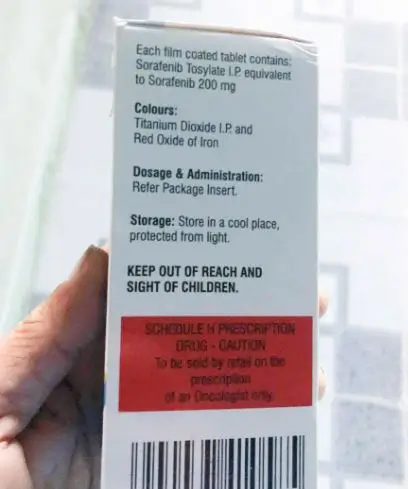 Each film coated tablet contains:
Sorafenib Tosylate I.P. equivalent
to Sorafenib 200 mg
Colours:
Titanium Dioxide I.P. and
Red Oxide of Iron
Dosage & Administration:
Refer Package Insert.
Storage: Store in a cool place,
protected from light.
KEEP OUT OF REACH AND
SIGHT OF CHILDREN.
SCHEDULE H PRESCRIPTION
DRUG - CAUTION
To be sold by retail on the
prescription
of an Oncologist only.